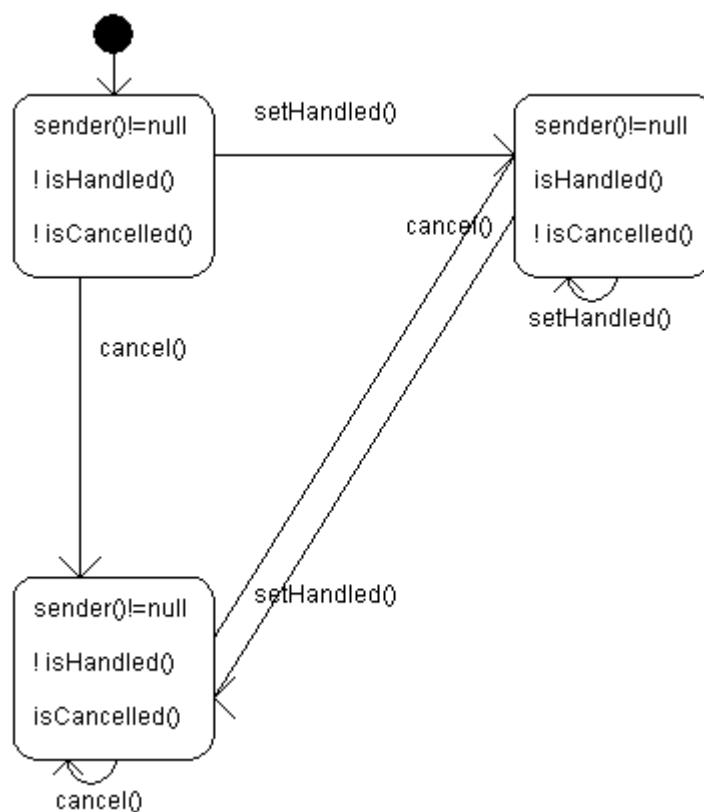 sender()!=null
! isHandled()
! isCancelled()
setHandled()
sender()!=null
isHandled()
! isCancelled()
cancel()
setHandled()
cancel()
setHandled()
sender()!=null
! isHandled()
isCancelled()
cancel()